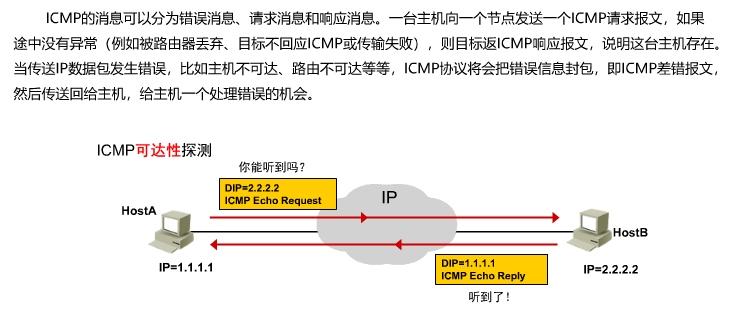 ICMP的消息可以分为错误消息、请求消息和响应消息。一台主机向一个节点发送一个ICMP请求报文，如果
途中没有异常（例如被路由器丢弃、目标不回应ICMP或传输失败），则目标返ICMP响应报文，说明这台主机存在。
当传送IP数据包发生错误，比如主机不可达、路由不可达等等，ICMP协议将会把错误信息封包，即ICMP差错报文，
然后传送回给主机，给主机一个处理错误的机会。
ICMP可达性探测
你能听到吗？
DIP=2.2.2.2
ICMP Echo Request
IP
HostA
HostB
IP=1.1.1.1
DIP=1.1.1.1
ICMP Echo Reply
IP=2.2.2.2
听到了！